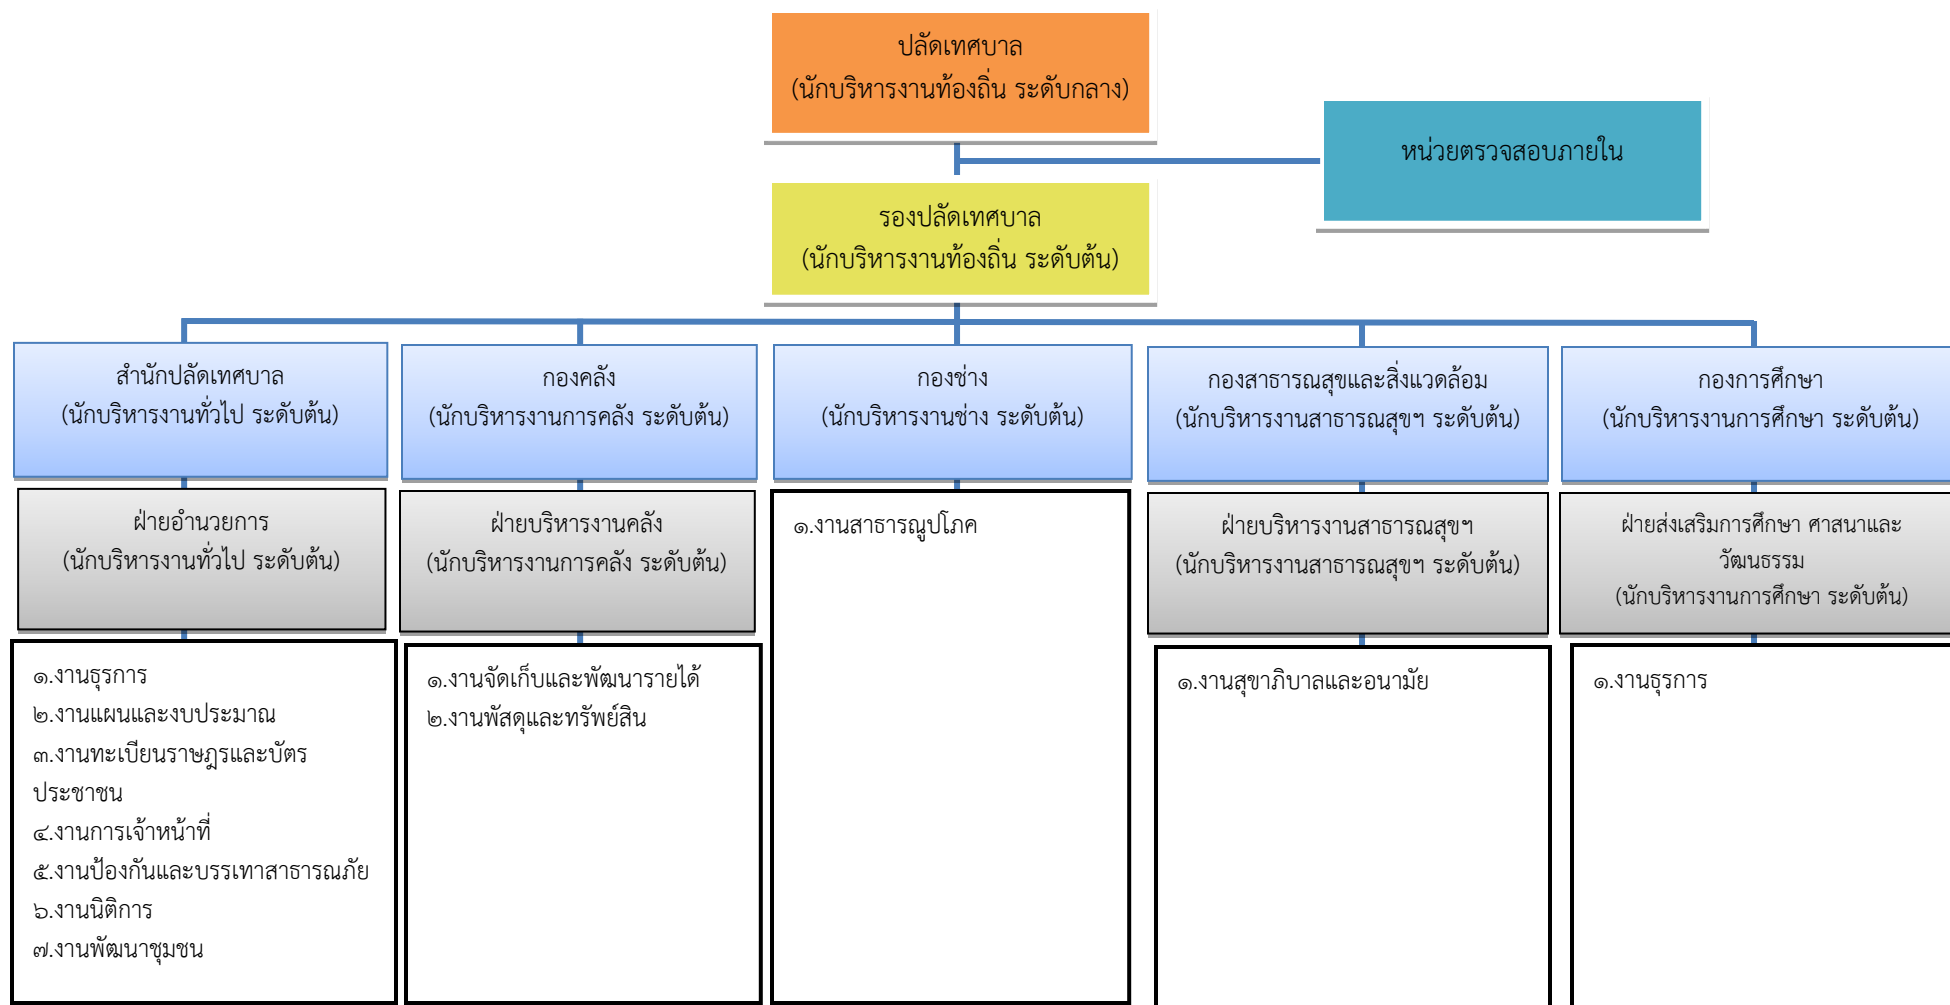 ปลัดเทศบาล
(นักบริหารงานท้องถิ่น ระดับกลาง)
หน่วยตรวจสอบภายใน
รองปลัดเทศบาล
(นักบริหารงานท้องถิ่น ระดับต้น)
สำนักปลัดเทศบาล
(นักบริหารงานทั่วไป ระดับต้น)
กองคลัง
(นักบริหารงานการคลัง ระดับต้น)
กองช่าง
(นักบริหารงานช่าง ระดับต้น)
กองสาธารณสุขและสิ่งแวดล้อม
(นักบริหารงานสาธารณสุขฯ ระดับต้น)
กองการศึกษา
(นักบริหารงานการศึกษา ระดับต้น)
ฝ่ายอำนวยการ
(นักบริหารงานทั่วไป ระดับต้น)
ฝ่ายบริหารงานคลัง
(นักบริหารงานการคลัง ระดับต้น)
๑.งานสาธารณูปโภค
ฝ่ายบริหารงานสาธารณสุขฯ
(นักบริหารงานสาธารณสุขฯ ระดับต้น)
ฝ่ายส่งเสริมการศึกษา ศาสนาและ
วัฒนธรรม
(นักบริหารงานการศึกษา ระดับต้น)
๑.งานธุรการ
๒.งานแผนและงบประมาณ
๓.งานทะเบียนราษฎรและบัตร
ประชาชน
๔.งานการเจ้าหน้าที่
๕.งานป้องกันและบรรเทาสาธารณภัย
๖.งานนิติการ
๗.งานพัฒนาชุมชน
๑.งานจัดเก็บและพัฒนารายได้
๒.งานพัสดุและทรัพย์สิน
๑.งานสุขาภิบาลและอนามัย
๑.งานธุรการ